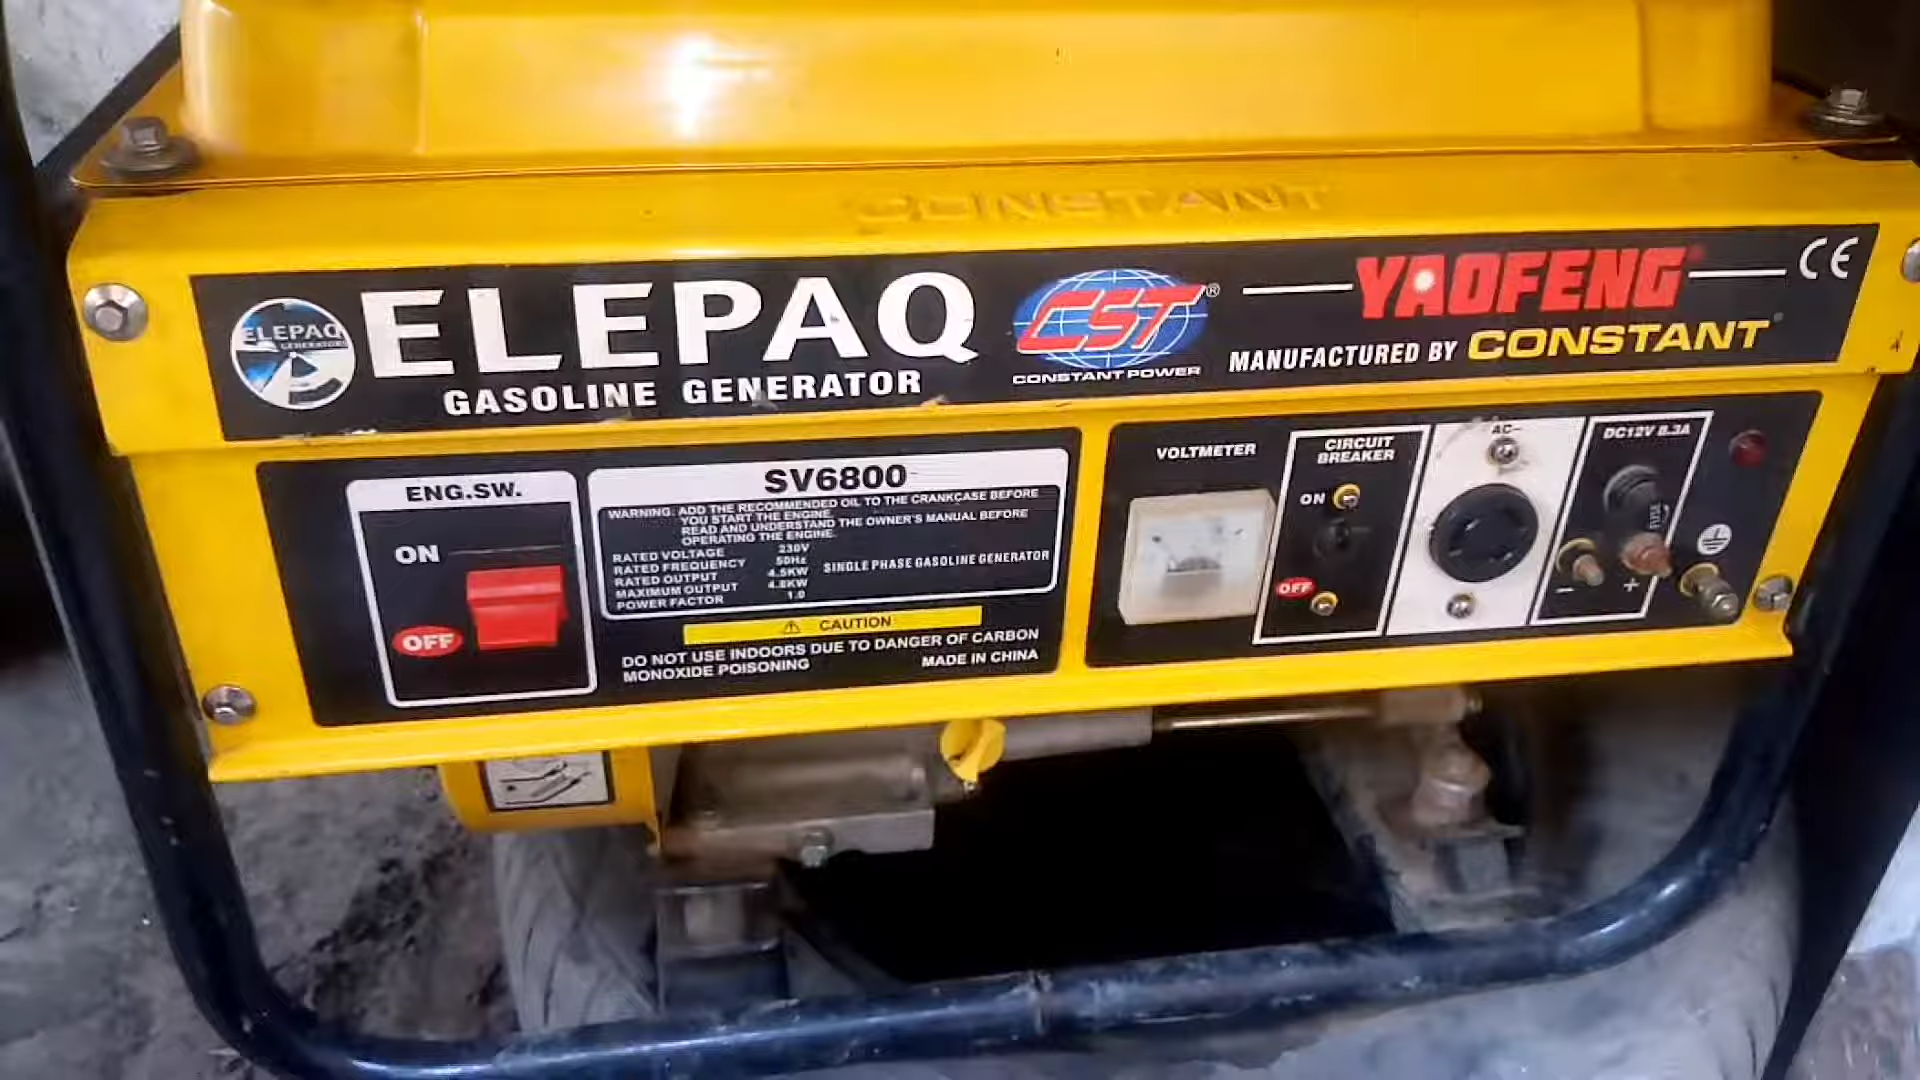 CONSTANT
ELEPAQ
GENERATORS
ELEPAQ
GASOLINE GENERATOR
CST®
CONSTANT POWER
YAOFENG®
MANUFACTURED BY CONSTANT
CE
ENG.SW.
ON
OFF
SV6800
WARNING: ADD THE RECOMMENDED OIL TO THE CRANKCASE BEFORE
YOU START THE ENGINE.
READ AND UNDERSTAND THE OWNER'S MANUAL BEFORE
OPERATING THE ENGINE.
RATED VOLTAGE 230V
RATED FREQUENCY 50Hz
RATED OUTPUT 4.5KW
MAXIMUM OUTPUT 4.8KW
POWER FACTOR 1.0
SINGLE PHASE GASOLINE GENERATOR
⚠ CAUTION
DO NOT USE INDOORS DUE TO DANGER OF CARBON
MONOXIDE POISONING
MADE IN CHINA
VOLTMETER
CIRCUIT
BREAKER
ON
OFF
AC~
DC12V 8.3A
FUSE
− +